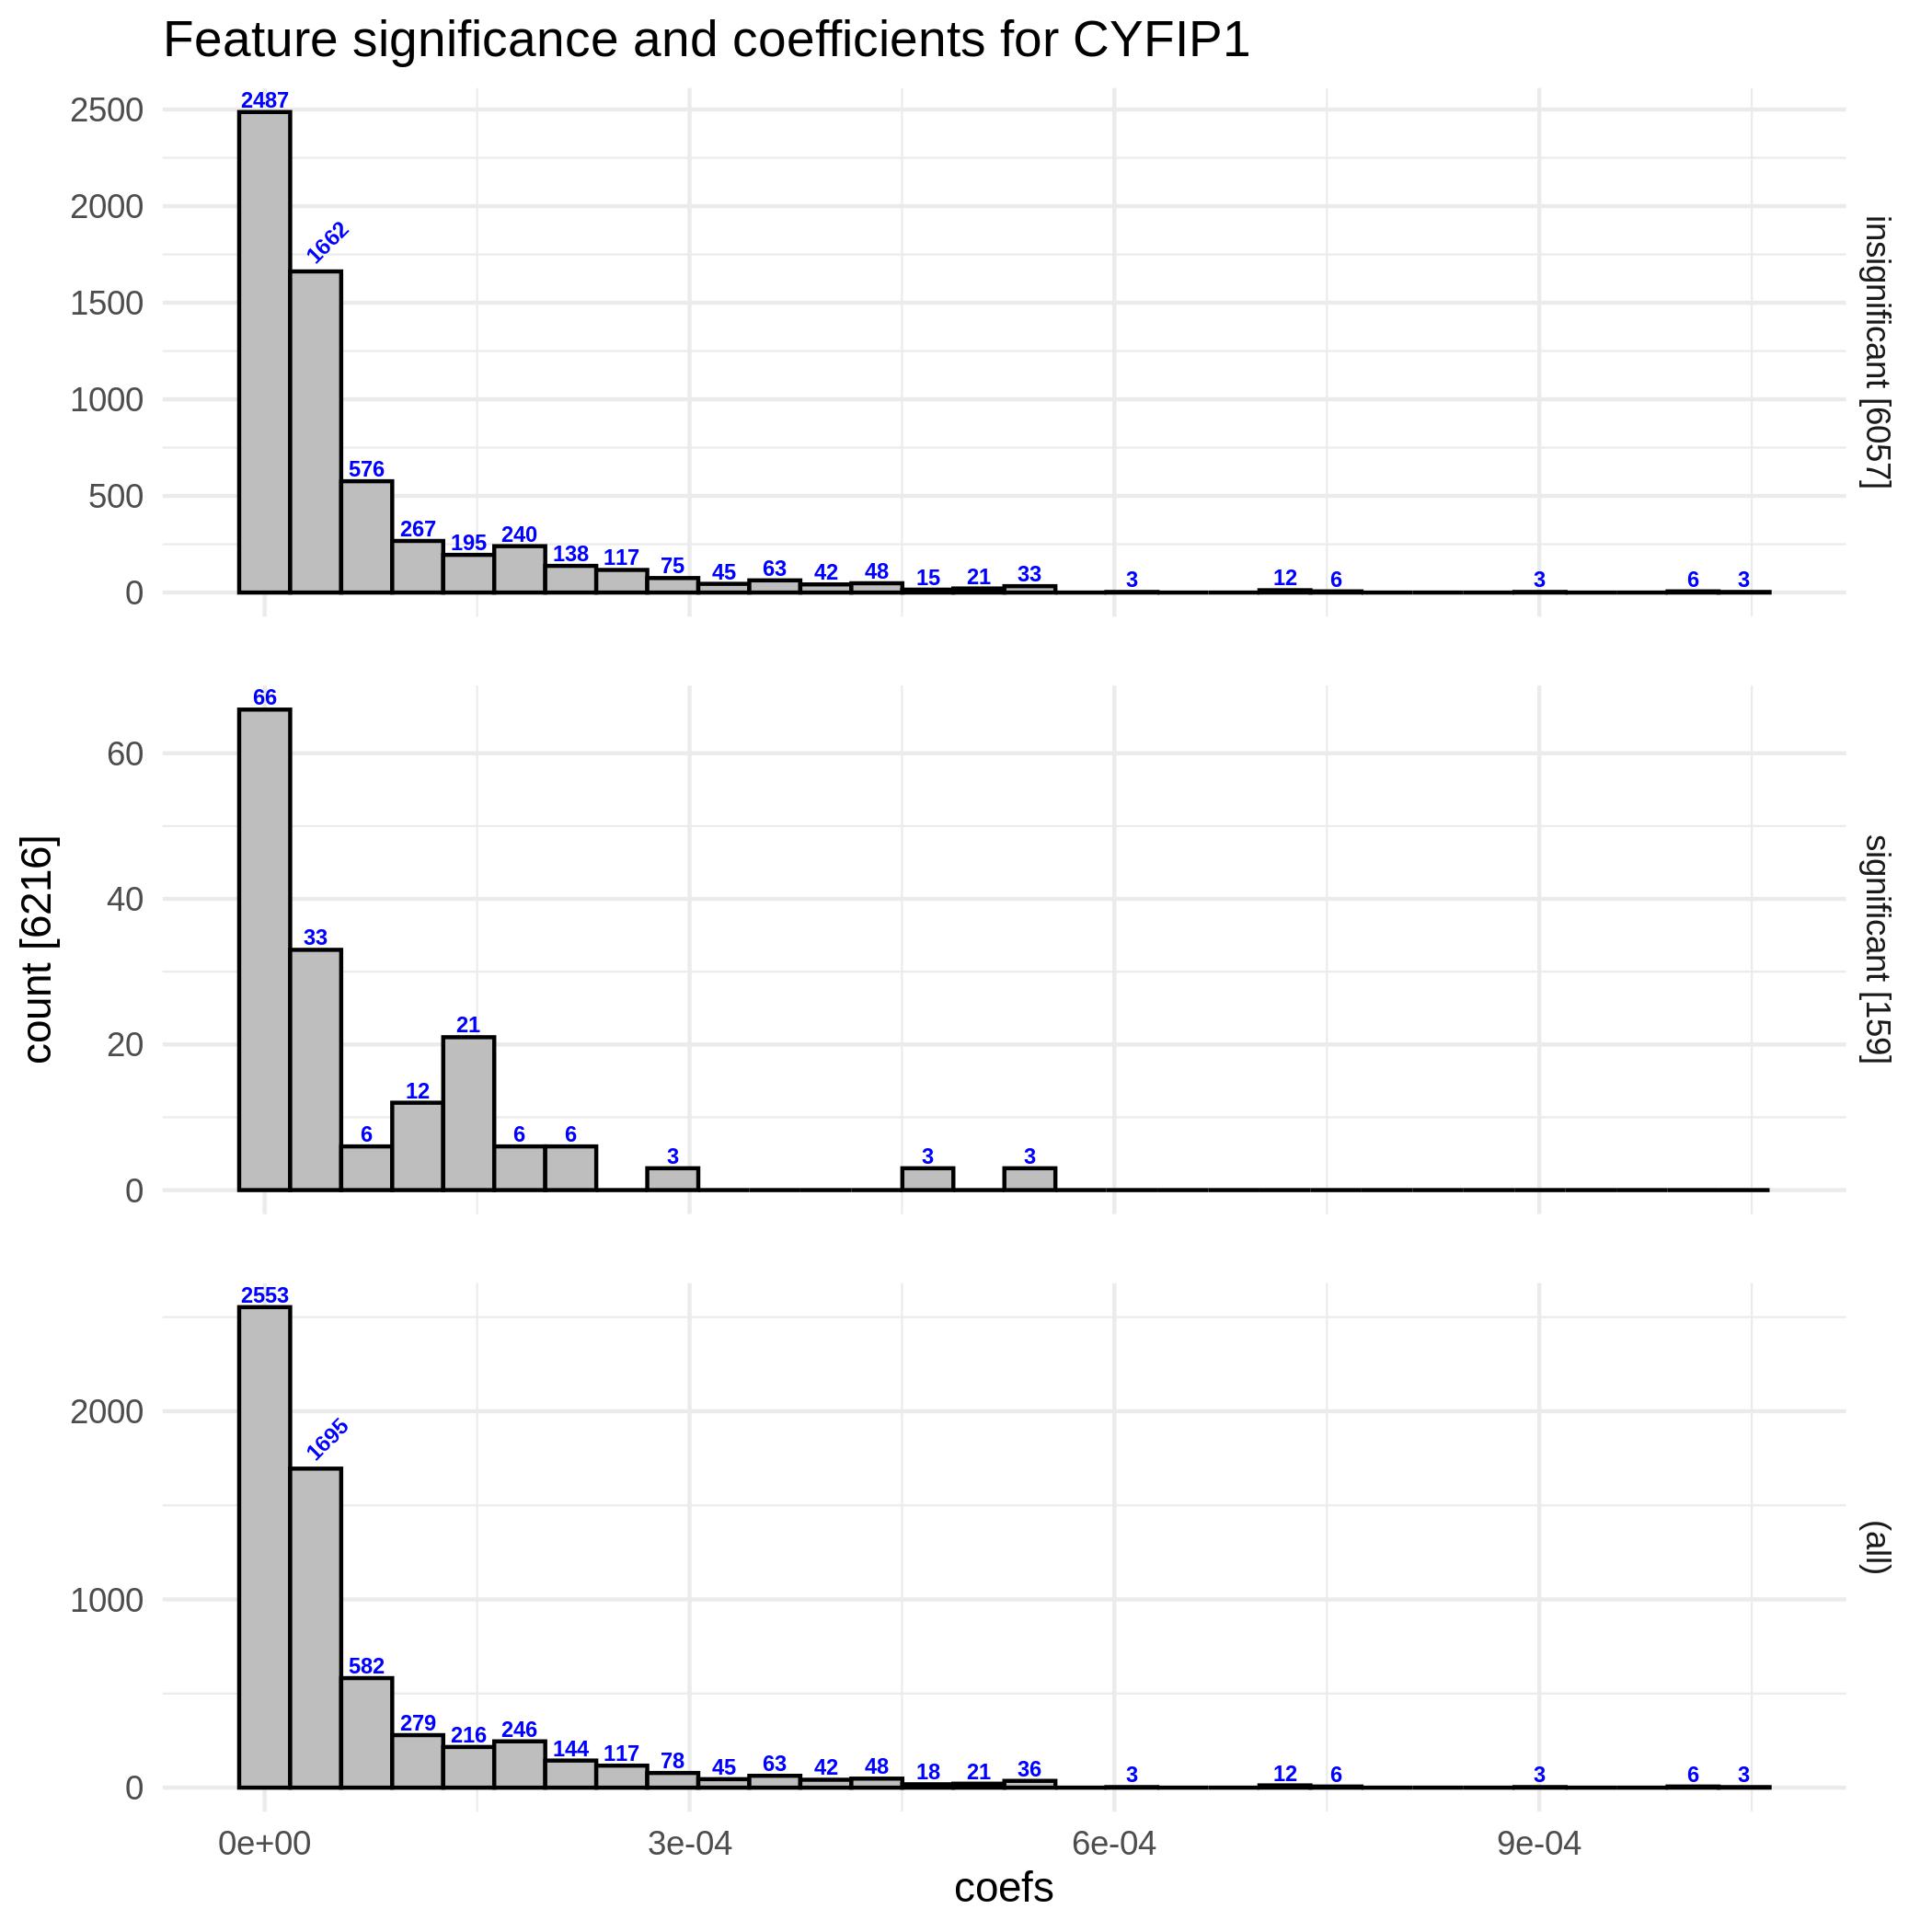 Feature significance and coefficients for CYFIP1
2487
2500
2000
1662
1500
1000
576
500
267 195 240 138 117 75 45 63 42 48 15 21 33 3 12 6 3 6 3
0
insignificant [6057]
66
60
40
33
21
20
12
6 6 6
3 3 3
0
significant [159]
count [6216]
2553
2000
1695
1000
582
279 216 246 144 117 78 45 63 42 48 18 21 36 3 12 6 3 6 3
0
(all)
0e+00 3e-04 6e-04 9e-04
coefs